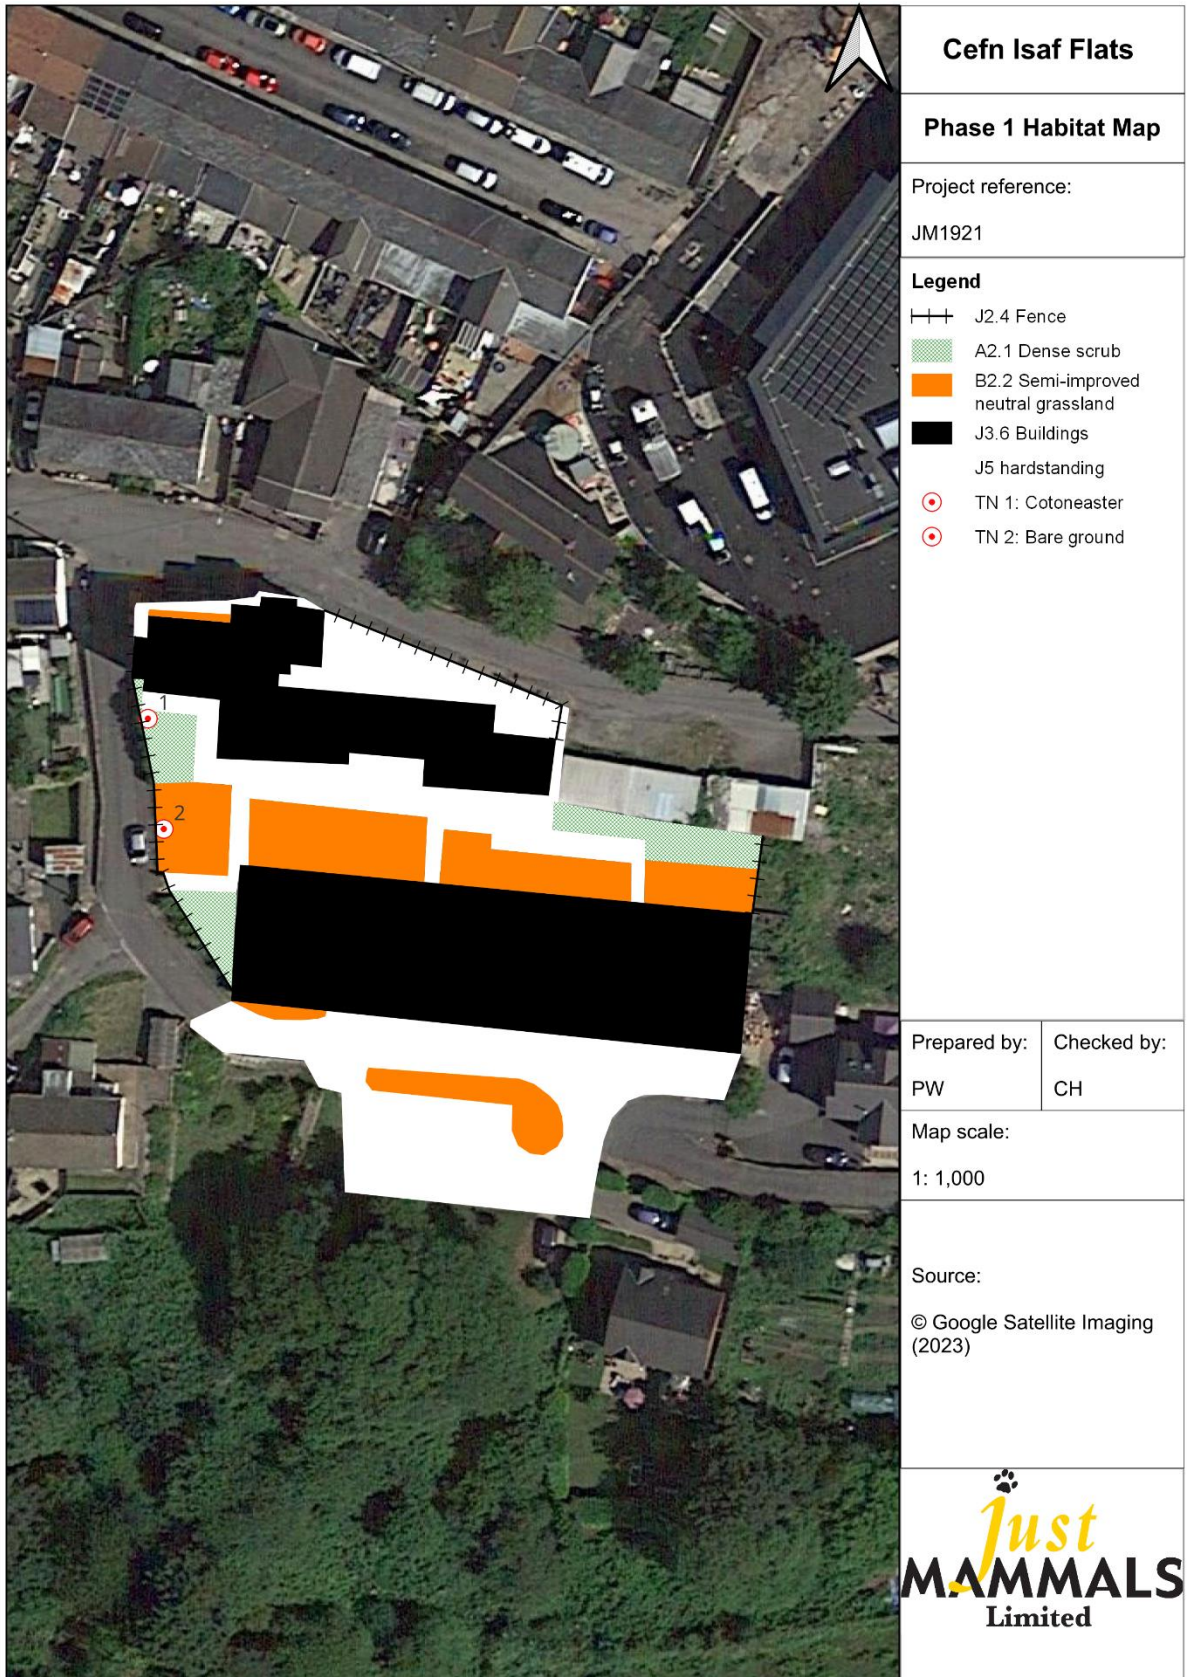 Cefn Isaf Flats
Phase 1 Habitat Map
Project reference:
JM1921
Legend
J2.4 Fence
A2.1 Dense scrub
B2.2 Semi-improved
neutral grassland
J3.6 Buildings
J5 hardstanding
TN 1: Cotoneaster
TN 2: Bare ground
1
2
Prepared by:
PW
Checked by:
CH
Map scale:
1: 1,000
Source:
© Google Satellite Imaging
(2023)
just
MAMMALS
Limited